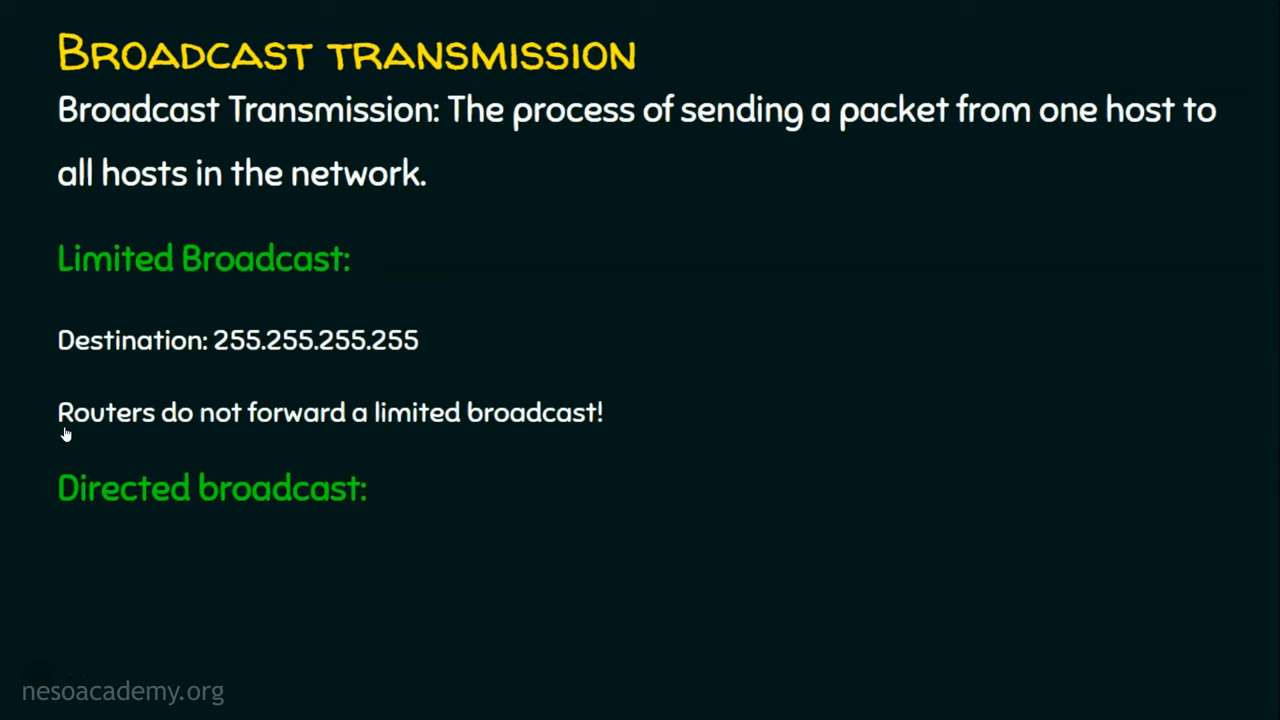 BROADCAST TRANSMISSION
Broadcast Transmission: The process of sending a packet from one host to
all hosts in the network.
Limited Broadcast:
Destination: 255.255.255.255
Routers do not forward a limited broadcast!
Directed broadcast:
nesoacademy.org